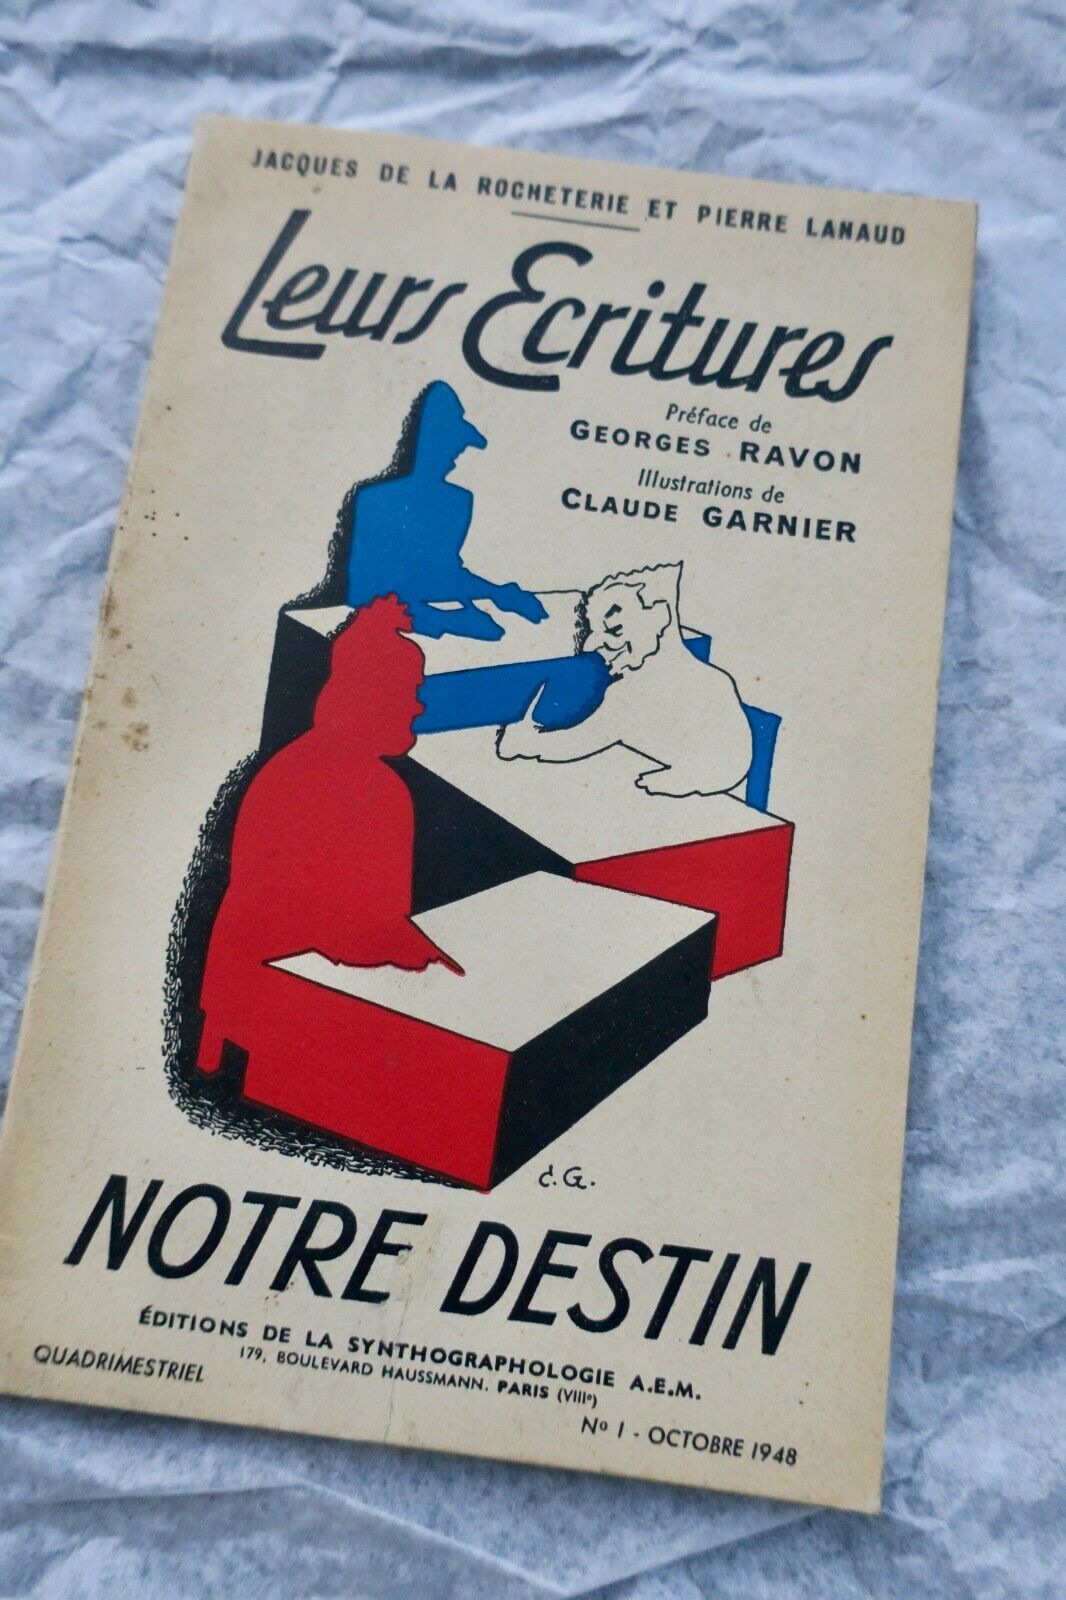 JACQUES DE LA ROCHETERIE ET PIERRE LANAUD
Leurs Ecritures
Préface de
GEORGES RAVON
Illustrations de
CLAUDE GARNIER
C.G.
NOTRE DESTIN
ÉDITIONS DE LA SYNTHOGRAPHOLOGIE A.E.M.
179, BOULEVARD HAUSSMANN. PARIS (VIIIe)
QUADRIMESTRIEL
No 1 - OCTOBRE 1948